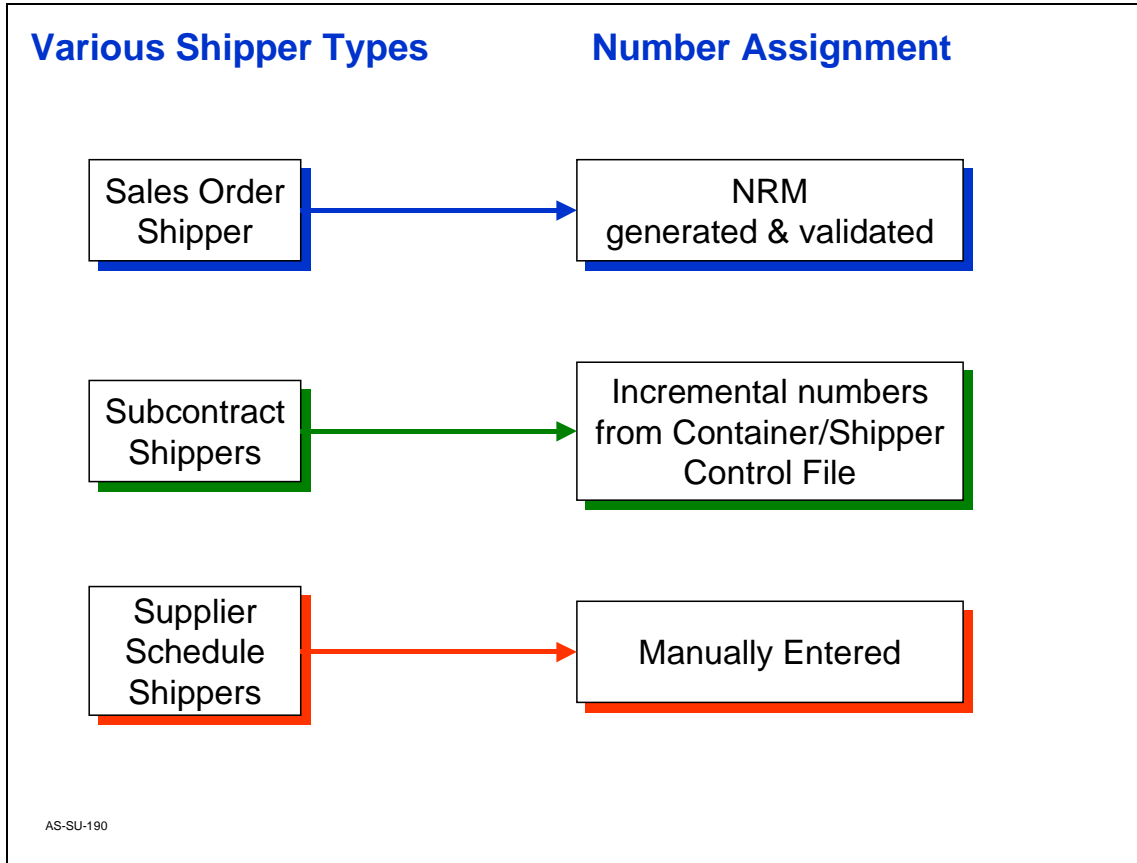 Various Shipper Types
Number Assignment
Sales Order
Shipper
NRM
generated & validated
Subcontract
Shippers
Incremental numbers
from Container/Shipper
Control File
Supplier
Schedule
Shippers
Manually Entered
AS-SU-190